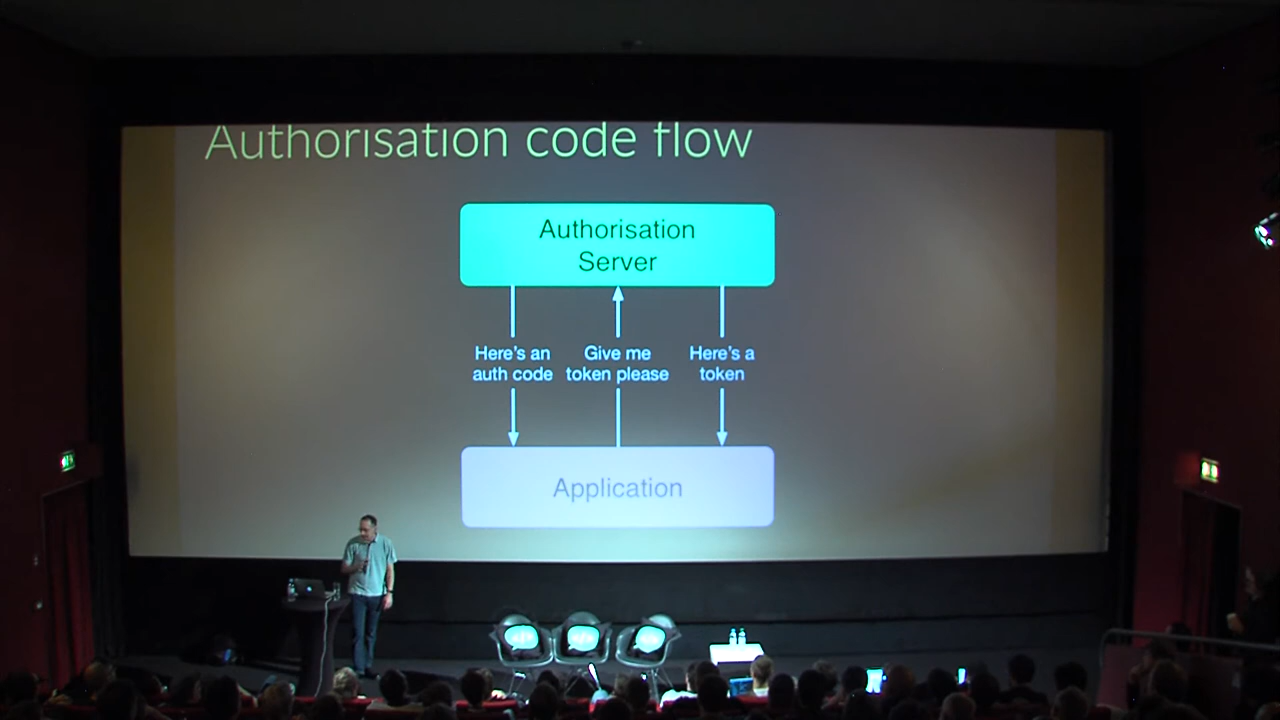 Authorisation code flow
Authorisation
Server
Here's an
auth code
Give me
token please
Here's a
token
Application